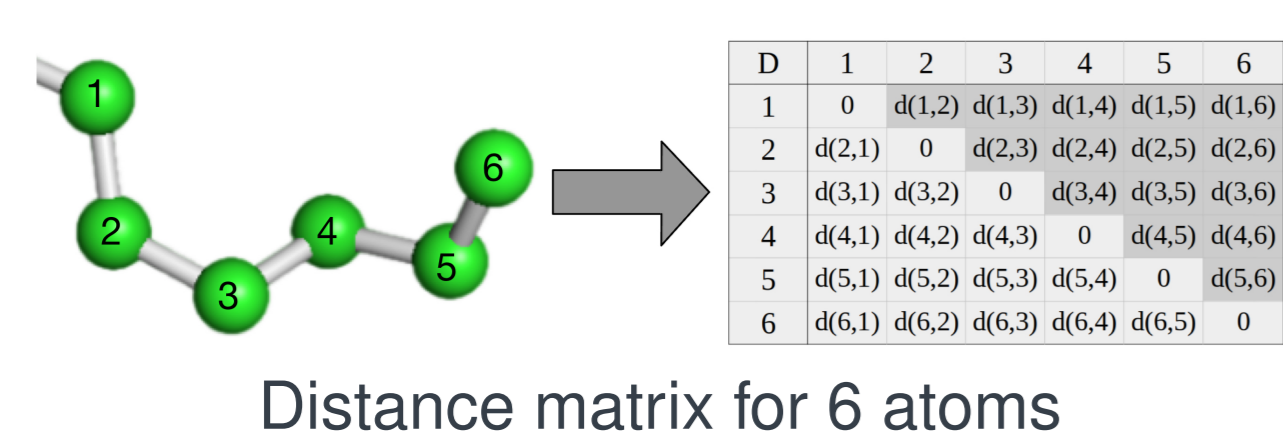 1
2
3
4
5
6
D 1 2 3 4 5 6
1 0 d(1,2) d(1,3) d(1,4) d(1,5) d(1,6)
2 d(2,1) 0 d(2,3) d(2,4) d(2,5) d(2,6)
3 d(3,1) d(3,2) 0 d(3,4) d(3,5) d(3,6)
4 d(4,1) d(4,2) d(4,3) 0 d(4,5) d(4,6)
5 d(5,1) d(5,2) d(5,3) d(5,4) 0 d(5,6)
6 d(6,1) d(6,2) d(6,3) d(6,4) d(6,5) 0
Distance matrix for 6 atoms